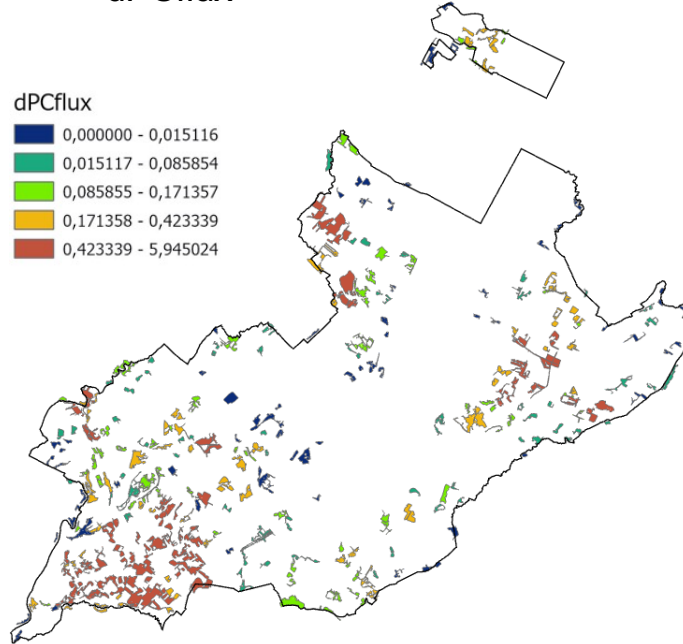 dPCflux
0,000000 - 0,015116
0,015117 - 0,085854
0,085855 - 0,171357
0,171358 - 0,423339
0,423339 - 5,945024